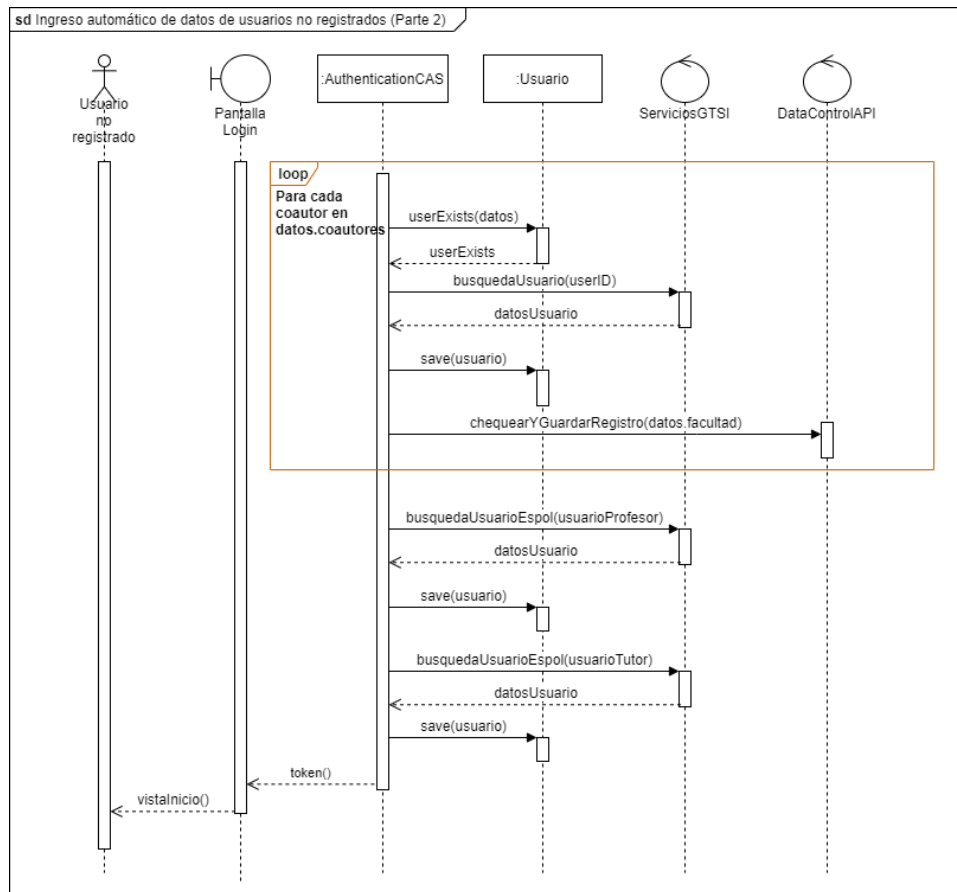 sd Ingreso automático de datos de usuarios no registrados (Parte 2)
Usuario
no
registrado
Pantalla
Login
:AuthenticationCAS
:Usuario
ServiciosGTSI
DataControlAPI
loop
Para cada
coautor en
datos.coautores
userExists(datos)
userExists
busquedaUsuario(userID)
datosUsuario
save(usuario)
chequearYGuardarRegistro(datos.facultad)
busquedaUsuarioEspol(usuarioProfesor)
datosUsuario
save(usuario)
busquedaUsuarioEspol(usuarioTutor)
datosUsuario
save(usuario)
token()
vistaInicio()